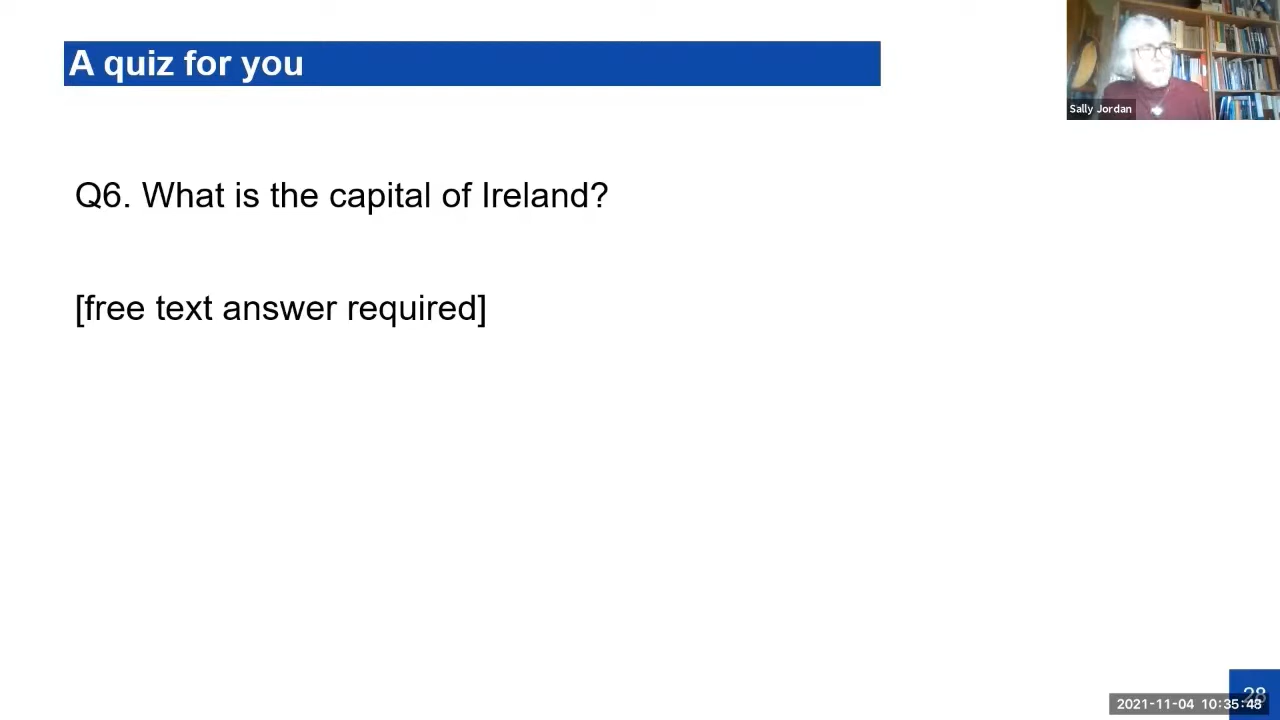 A quiz for you
Sally Jordan
Q6. What is the capital of Ireland?
[free text answer required]
28
2021-11-04 10:35:48